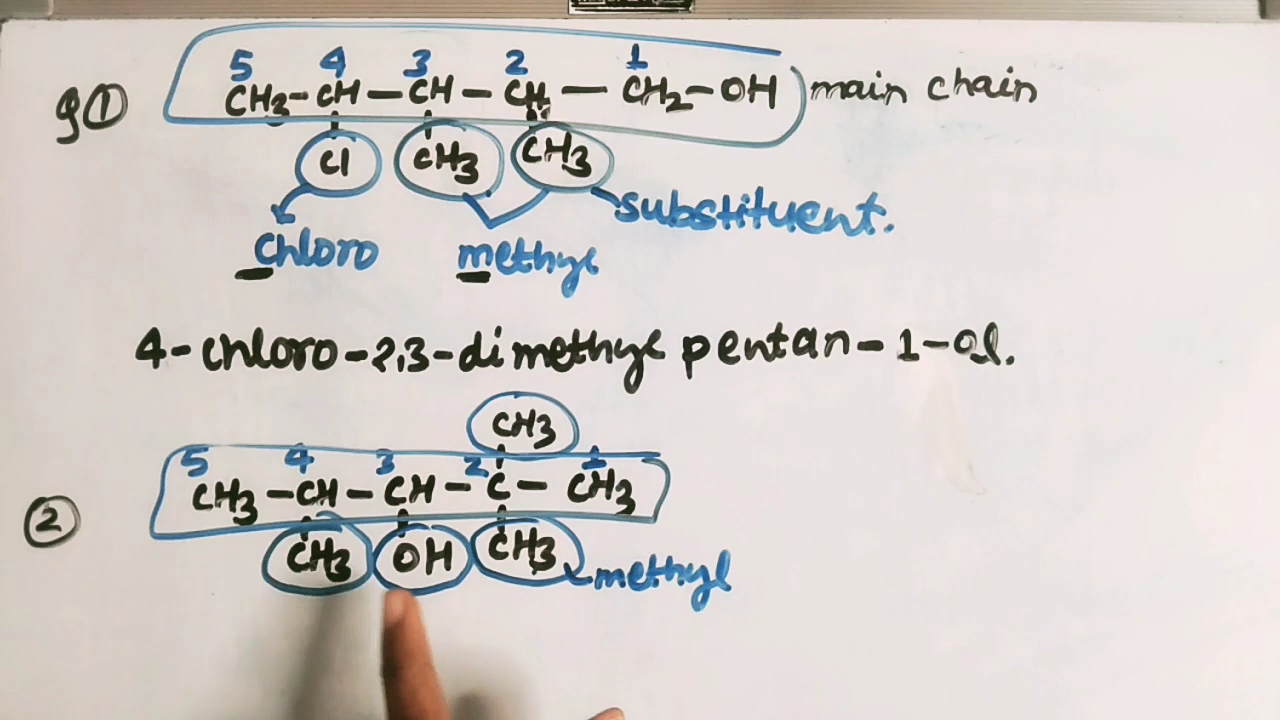 5 4 3 2 1
Q① CH3-CH-CH-CH-CH2-OH main chain
Cl CH3 CH3
substituent.
chloro methyl
4-chloro-2,3-dimethyl pentan-1-ol.
CH3
5 4 3 2 1
② CH3-CH-CH-C-CH3
CH3 OH CH3
methyl